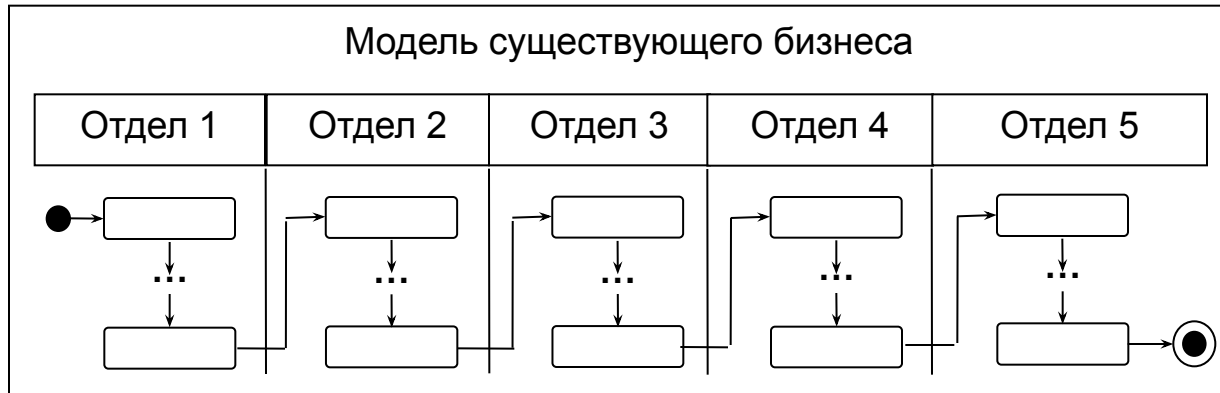 Модель существующего бизнеса
Отдел 1 Отдел 2 Отдел 3 Отдел 4 Отдел 5
... ... ... ... ...